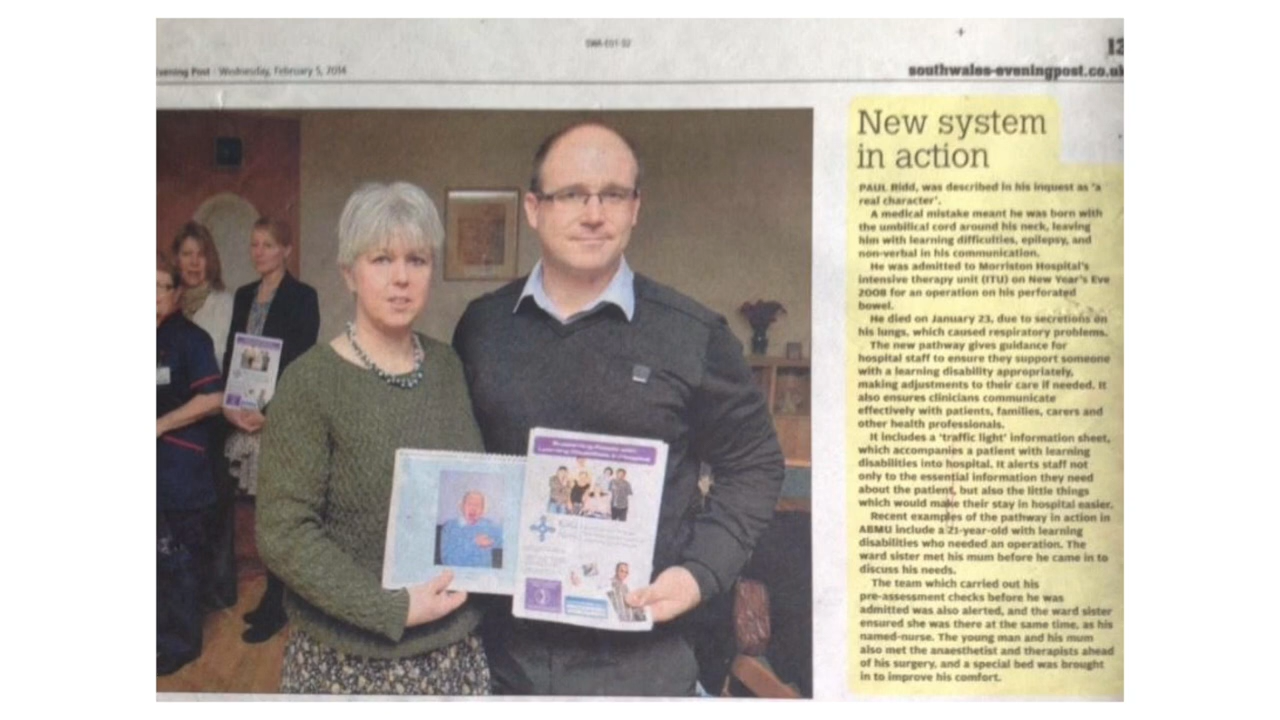 SWA-E01-S2
12
vening Post Wednesday, February 5, 2014
southwales-eveningpost.co.uk
New system
in action
PAUL Ridd, was described in his inquest as 'a
real character'.
A medical mistake meant he was born with
the umbilical cord around his neck, leaving
him with learning difficulties, epilepsy, and
non-verbal in his communication.
He was admitted to Morriston Hospital's
intensive therapy unit (ITU) on New Year's Eve
2008 for an operation on his perforated
bowel.
He died on January 23, due to secretions on
his lungs, which caused respiratory problems.
The new pathway gives guidance for
hospital staff to ensure they support someone
with a learning disability appropriately,
making adjustments to their care if needed. It
also ensures clinicians communicate
effectively with patients, families, carers and
other health professionals.
It includes a 'traffic light' information sheet,
which accompanies a patient with learning
disabilities into hospital. It alerts staff not
only to the essential information they need
about the patient, but also the little things
which would make their stay in hospital easier.
Recent examples of the pathway in action in
ABMU include a 21-year-old with learning
disabilities who needed an operation. The
ward sister met his mum before he came in to
discuss his needs.
The team which carried out his
pre-assessment checks before he was
admitted was also alerted, and the ward sister
ensured she was there at the same time, as his
named-nurse. The young man and his mum
also met the anaesthetist and therapists ahead
of his surgery, and a special bed was brought
in to improve his comfort.
Supporting People with
Learning Disabilities in Hospital